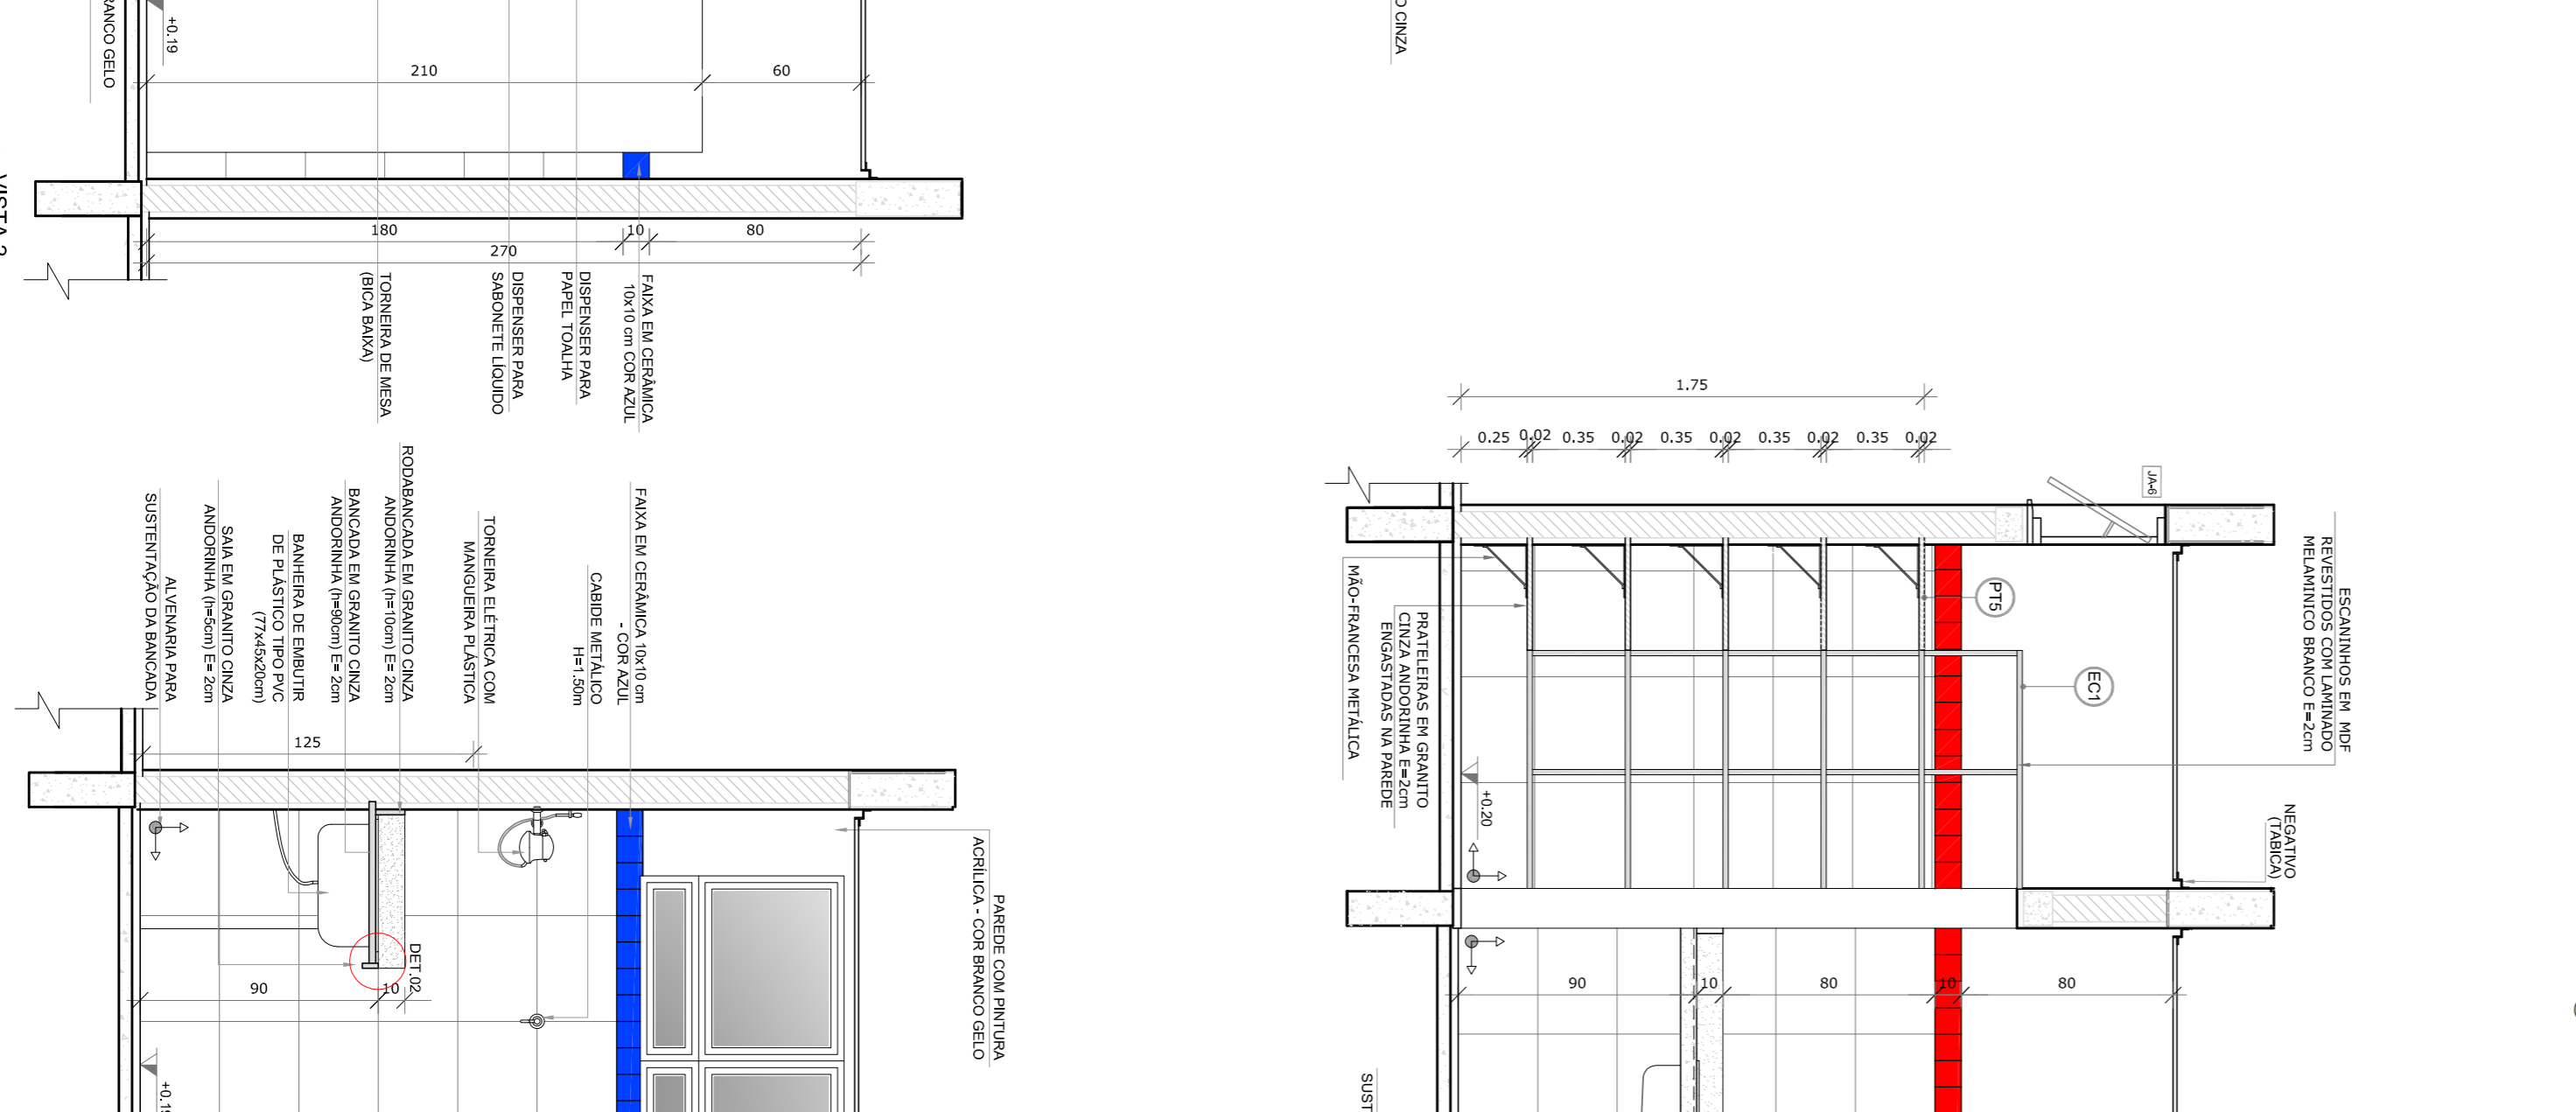 +0.19
BRANCO GELO
210
60
VISTA 3
180
10
80
270
TORNEIRA DE MESA
(BICA BAIXA)
DISPENSER PARA
SABONETE LÍQUIDO
DISPENSER PARA
PAPEL TOALHA
FAIXA EM CERÂMICA
10x10 cm COR AZUL
ALVENARIA PARA
SUSTENTAÇÃO DA BANCADA
SAIA EM GRANITO CINZA
ANDORINHA (h=5cm) E= 2cm
BANHEIRA DE EMBUTIR
DE PLÁSTICO TIPO PVC
(77x45x20cm)
BANCADA EM GRANITO CINZA
ANDORINHA (h=90cm) E= 2cm
RODABANCADA EM GRANITO CINZA
ANDORINHA (h=10cm) E= 2cm
TORNEIRA ELÉTRICA COM
MANGUEIRA PLÁSTICA
CABIDE METÁLICO
H=1.50m
FAIXA EM CERÂMICA 10x10 cm
- COR AZUL
125
DET.02
90
10
+0.19
PAREDE COM PINTURA
ACRÍLICA - COR BRANCO GELO
O CINZA
1.75
0.25
0.02
0.35
0.02
0.35
0.02
0.35
0.02
0.35
0.02
JA-6
ESCANINHOS EM MDF
REVESTIDOS COM LAMINADO
MELAMINICO BRANCO E=2cm
PT5
EC1
MÃO-FRANCESA METÁLICA
PRATELEIRAS EM GRANITO
CINZA ANDORINHA E=2cm
ENGASTADAS NA PAREDE
+0.20
NEGATIVO
(TABICA)
90
10
80
10
80
SUST